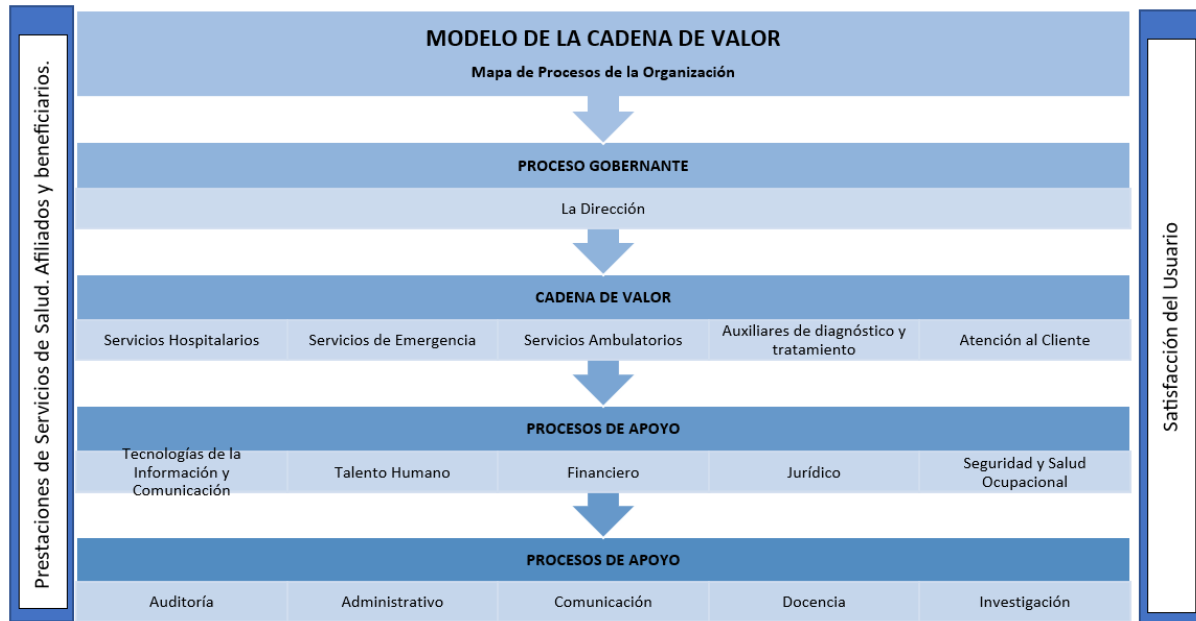 Prestaciones de Servicios de Salud. Afiliados y beneficiarios.
MODELO DE LA CADENA DE VALOR
Mapa de Procesos de la Organización
PROCESO GOBERNANTE
La Dirección
CADENA DE VALOR
Servicios Hospitalarios
Servicios de Emergencia
Servicios Ambulatorios
Auxiliares de diagnóstico y
tratamiento
Atención al Cliente
PROCESOS DE APOYO
Tecnologías de la
Información y
Comunicación
Talento Humano
Financiero
Jurídico
Seguridad y Salud
Ocupacional
PROCESOS DE APOYO
Auditoría
Administrativo
Comunicación
Docencia
Investigación
Satisfacción del Usuario